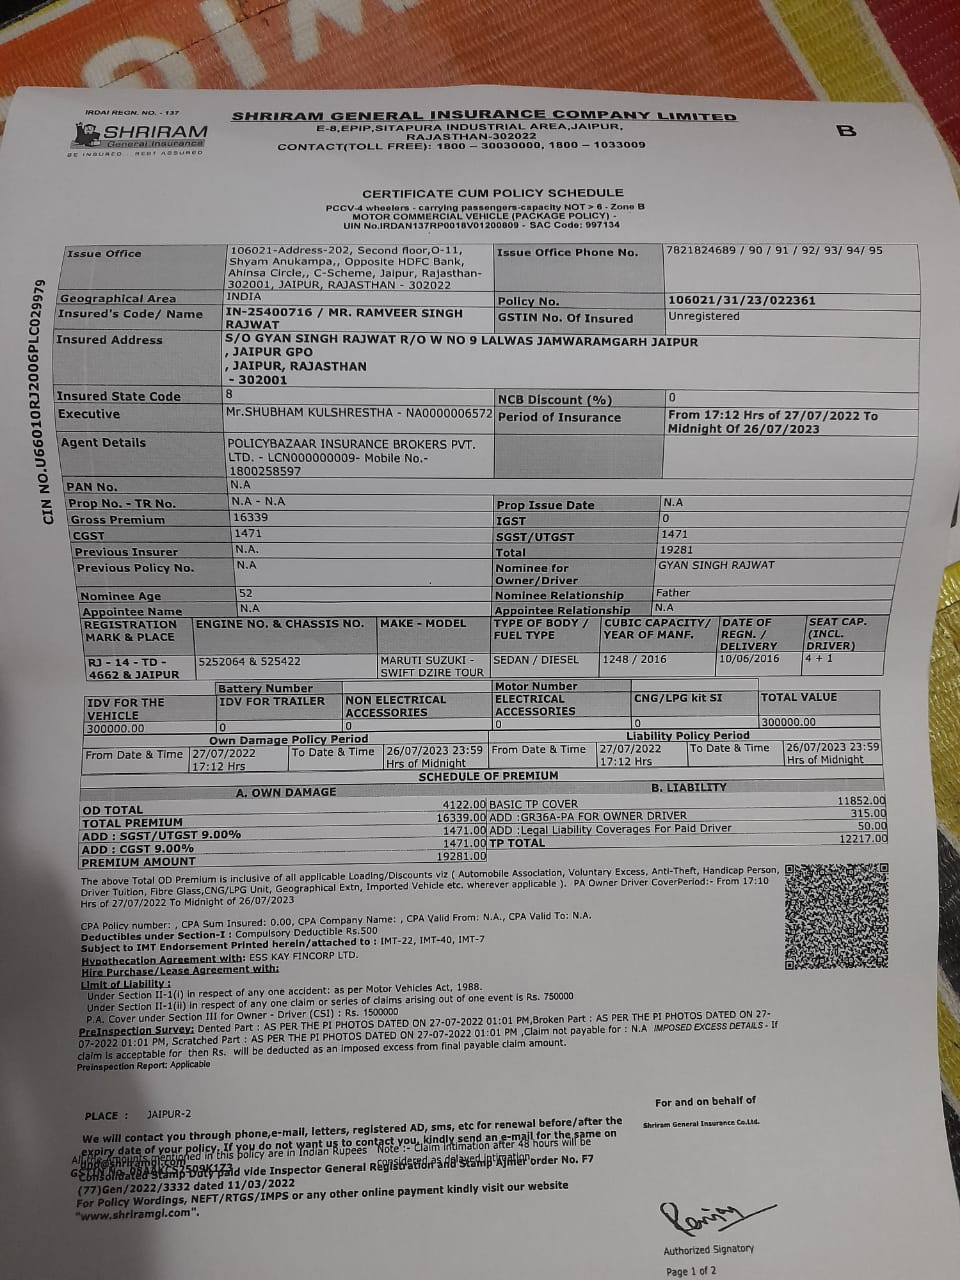 IRDAI REGN. NO. - 137
SHRIRAM
General Insurance
BE INSURED.. REST ASSURED
SHRIRAM GENERAL INSURANCE COMPANY LIMITED
E-8,EPIP,SITAPURA INDUSTRIAL AREA,JAIPUR,
RAJASTHAN-302022
CONTACT(TOLL FREE): 1800 – 30030000, 1800 – 1033009
B
CERTIFICATE CUM POLICY SCHEDULE
PCCV-4 wheelers - carrying passengers-capacity NOT > 6 - Zone B
MOTOR COMMERCIAL VEHICLE (PACKAGE POLICY) -
UIN No.IRDAN137RP0018V01200809 - SAC Code: 997134
CIN NO.U66010RJ2006PLC029979
Issue Office
106021-Address-202, Second floor,O-11,
Shyam Anukampa,, Opposite HDFC Bank,
Ahinsa Circle,, C-Scheme, Jaipur, Rajasthan-
302001, JAIPUR, RAJASTHAN - 302022
Issue Office Phone No.
7821824689 / 90 / 91 / 92/ 93/ 94/ 95
Geographical Area
INDIA
Policy No.
106021/31/23/022361
Insured's Code/ Name
IN-25400716 / MR. RAMVEER SINGH
RAJWAT
GSTIN No. Of Insured
Unregistered
Insured Address
S/O GYAN SINGH RAJWAT R/O W NO 9 LALWAS JAMWARAMGARH JAIPUR
, JAIPUR GPO
, JAIPUR, RAJASTHAN
- 302001
Insured State Code
8
NCB Discount (%)
0
Executive
Mr.SHUBHAM KULSHRESTHA - NA0000006572
Period of Insurance
From 17:12 Hrs of 27/07/2022 To
Midnight Of 26/07/2023
Agent Details
POLICYBAZAAR INSURANCE BROKERS PVT.
LTD. - LCN000000009- Mobile No.-
1800258597
PAN No.
N.A
Prop No. - TR No.
N.A - N.A
Prop Issue Date
N.A
Gross Premium
16339
IGST
0
CGST
1471
SGST/UTGST
1471
Previous Insurer
N.A.
Total
19281
Previous Policy No.
N.A
Nominee for
Owner/Driver
GYAN SINGH RAJWAT
Nominee Age
52
Nominee Relationship
Father
Appointee Name
N.A
Appointee Relationship
N.A
REGISTRATION
MARK & PLACE
ENGINE NO. & CHASSIS NO.
MAKE - MODEL
TYPE OF BODY /
FUEL TYPE
CUBIC CAPACITY/
YEAR OF MANF.
DATE OF
REGN. /
DELIVERY
SEAT CAP.
(INCL.
DRIVER)
RJ - 14 - TD -
4662 & JAIPUR
5252064 & S25422
MARUTI SUZUKI -
SWIFT DZIRE TOUR
SEDAN / DIESEL
1248 / 2016
10/06/2016
4 + 1
Battery Number
Motor Number
IDV FOR THE
VEHICLE
IDV FOR TRAILER
NON ELECTRICAL
ACCESSORIES
ELECTRICAL
ACCESSORIES
CNG/LPG kit SI
TOTAL VALUE
300000.00
0
0
0
0
300000.00
Own Damage Policy Period
Liability Policy Period
From Date & Time
27/07/2022
17:12 Hrs
To Date & Time
26/07/2023 23:59
Hrs of Midnight
From Date & Time
27/07/2022
17:12 Hrs
To Date & Time
26/07/2023 23:59
Hrs of Midnight
SCHEDULE OF PREMIUM
A. OWN DAMAGE
B. LIABILITY
OD TOTAL 4122.00
BASIC TP COVER 11852.00
TOTAL PREMIUM 16339.00
ADD :GR36A-PA FOR OWNER DRIVER 315.00
ADD : SGST/UTGST 9.00% 1471.00
ADD :Legal Liability Coverages For Paid Driver 50.00
ADD : CGST 9.00% 1471.00
TP TOTAL 12217.00
PREMIUM AMOUNT 19281.00
The above Total OD Premium is inclusive of all applicable Loading/Discounts viz ( Automobile Association, Voluntary Excess, Anti-Theft, Handicap Person,
Driver Tuition, Fibre Glass,CNG/LPG Unit, Geographical Extn, Imported Vehicle etc. wherever applicable ). PA Owner Driver CoverPeriod:- From 17:10
Hrs of 27/07/2022 To Midnight of 26/07/2023
CPA Policy number: , CPA Sum Insured: 0.00, CPA Company Name: , CPA Valid From: N.A., CPA Valid To: N.A.
Deductibles under Section-I : Compulsory Deductible Rs.500
Subject to IMT Endorsement Printed herein/attached to : IMT-22, IMT-40, IMT-7
Hypothecation Agreement with: ESS KAY FINCORP LTD.
Hire Purchase/Lease Agreement with:
Limit of Liability :
Under Section II-1(i) in respect of any one accident: as per Motor Vehicles Act, 1988.
Under Section II-1(ii) in respect of any one claim or series of claims arising out of one event is Rs. 750000
P.A. Cover under Section III for Owner - Driver (CSI) : Rs. 1500000
PreInspection Survey: Dented Part : AS PER THE PI PHOTOS DATED ON 27-07-2022 01:01 PM,Broken Part : AS PER THE PI PHOTOS DATED ON 27-
07-2022 01:01 PM, Scratched Part : AS PER THE PI PHOTOS DATED ON 27-07-2022 01:01 PM ,Claim not payable for : N.A IMPOSED EXCESS DETAILS - If
claim is acceptable for then Rs. will be deducted as an imposed excess from final payable claim amount.
Preinspection Report: Applicable
PLACE : JAIPUR-2
For and on behalf of
Shriram General Insurance Co.Ltd.
We will contact you through phone,e-mail, letters, registered AD, sms, etc for renewal before/after the
expiry date of your policy. If you do not want us to contact you, kindly send an e-mail for the same on
dnd@shriramgi.com
All the Amounts mentioned in this policy are in Indian Rupees Note :- Claim intimation after 48 hours will be
considered as delayed intimation
Consolidated Stamp Duty paid vide Inspector General Registration and Stamp Ajmer order No. F7
(77)Gen/2022/3332 dated 11/03/2022
For Policy Wordings, NEFT/RTGS/IMPS or any other online payment kindly visit our website
"www.shriramgi.com".
Authorized Signatory
Page 1 of 2